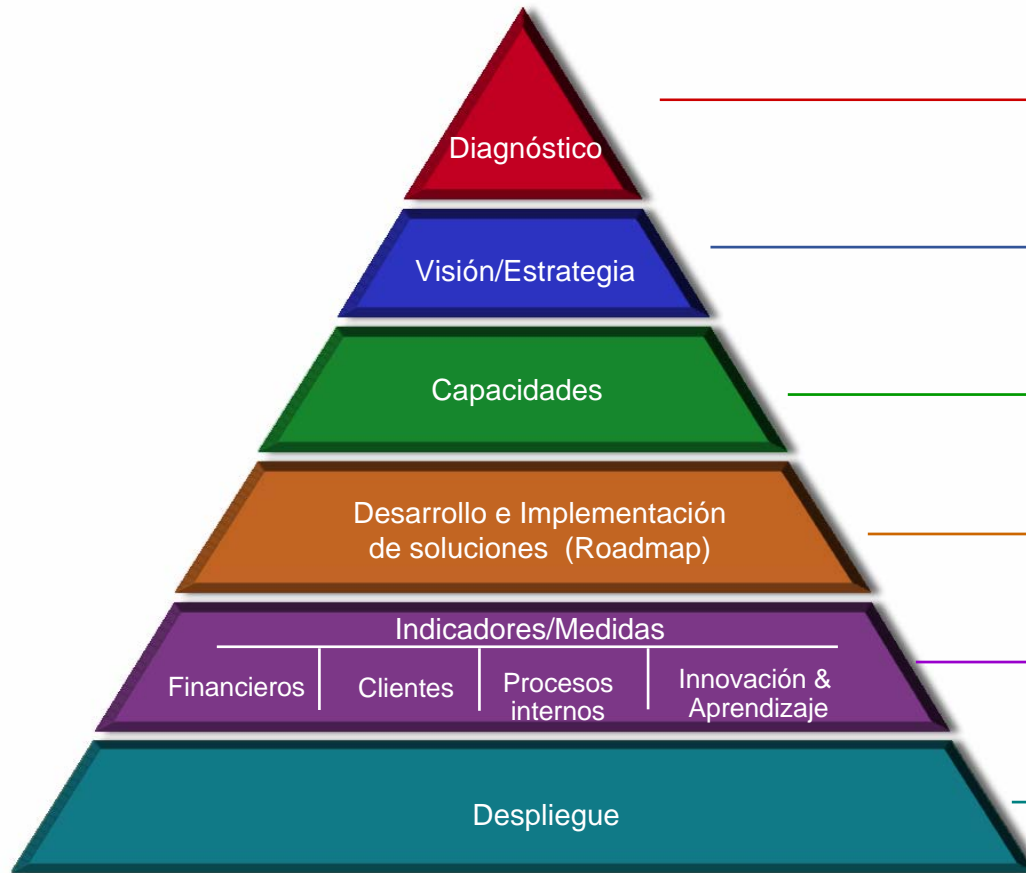 Diagnóstico
Visión/Estrategia
Capacidades
Desarrollo e Implementación
de soluciones (Roadmap)
Indicadores/Medidas
Financieros
Clientes
Procesos
internos
Innovación &
Aprendizaje
Despliegue